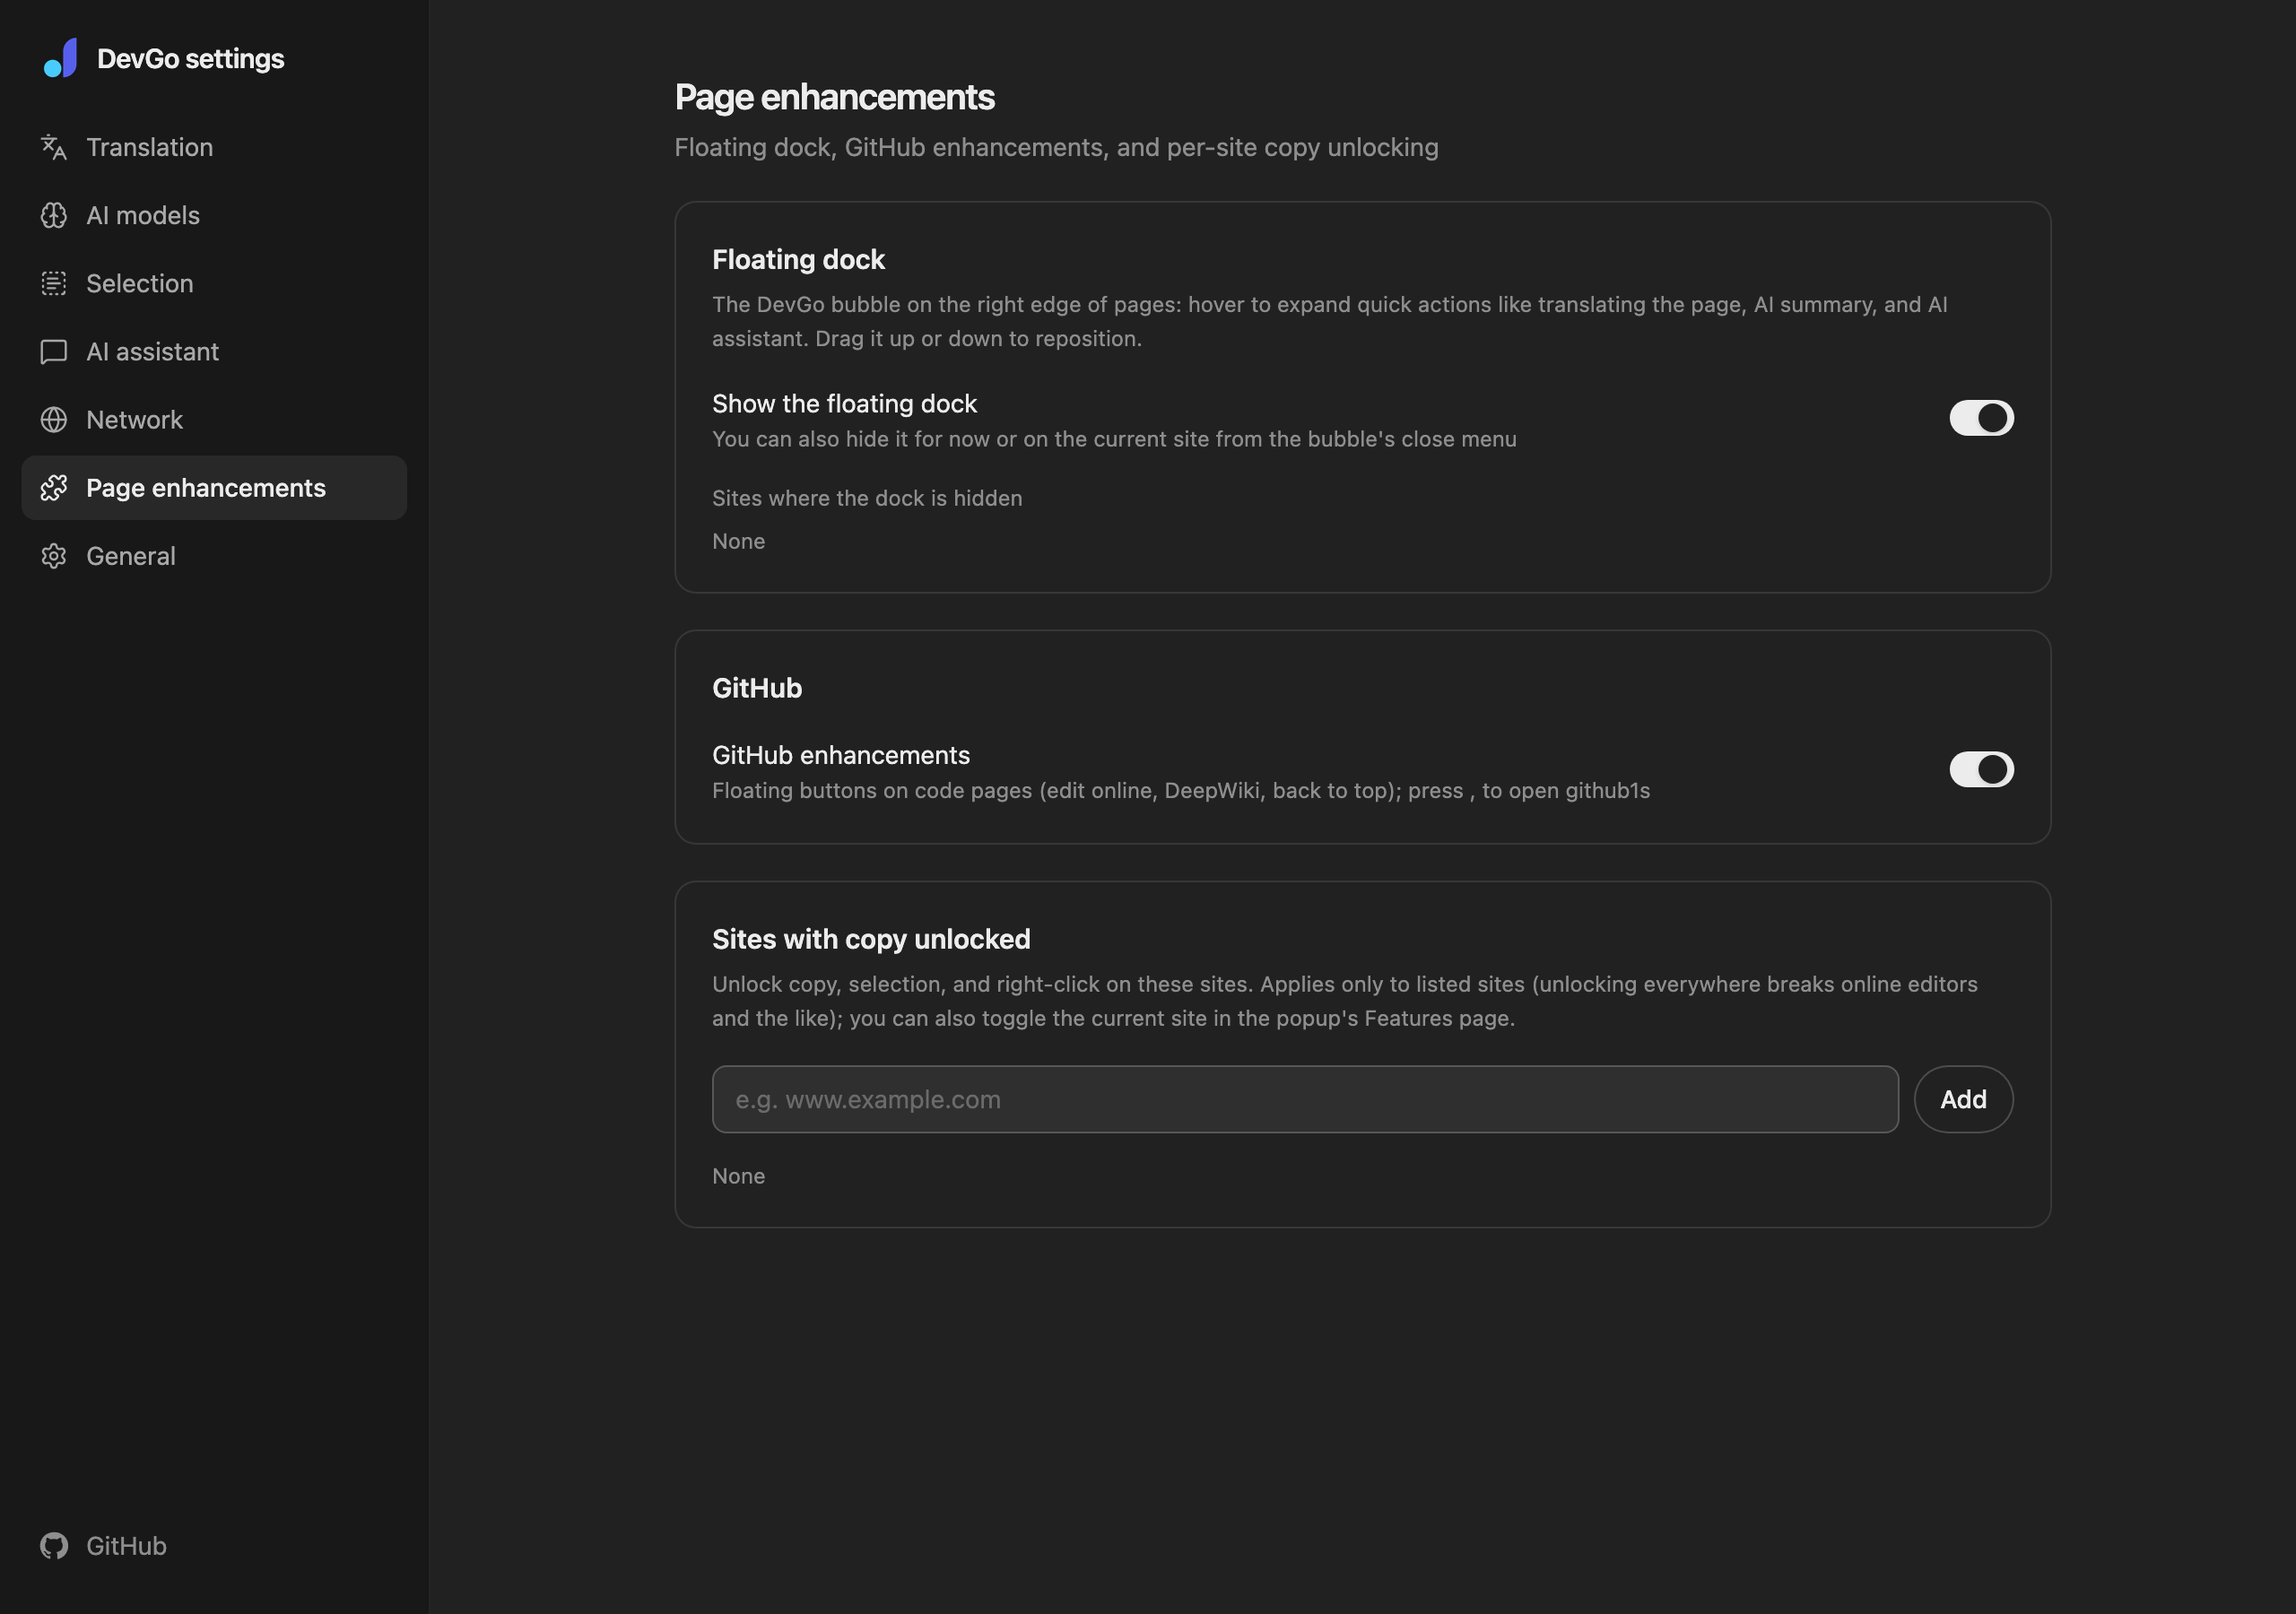 DevGo settings
Translation
AI models
Selection
AI assistant
Network
Page enhancements
General
GitHub
Page enhancements
Floating dock, GitHub enhancements, and per-site copy unlocking
Floating dock
The DevGo bubble on the right edge of pages: hover to expand quick actions like translating the page, AI summary, and AI
assistant. Drag it up or down to reposition.
Show the floating dock
You can also hide it for now or on the current site from the bubble's close menu
Sites where the dock is hidden
None
GitHub
GitHub enhancements
Floating buttons on code pages (edit online, DeepWiki, back to top); press , to open github1s
Sites with copy unlocked
Unlock copy, selection, and right-click on these sites. Applies only to listed sites (unlocking everywhere breaks online editors
and the like); you can also toggle the current site in the popup's Features page.
e.g. www.example.com
Add
None